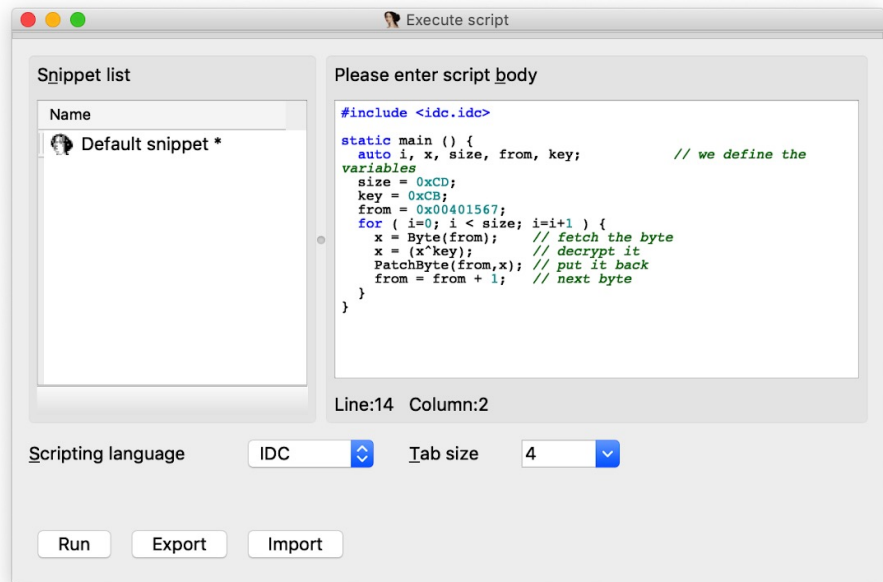 Execute script
Snippet list
Name
Default snippet *
Please enter script body
#include <idc.idc>
static main () {
auto i, x, size, from, key; // we define the
variables
size = 0xCD;
key = 0xCB;
from = 0x00401567;
for ( i=0; i < size; i=i+1 ) {
x = Byte(from); // fetch the byte
x = (x^key); // decrypt it
PatchByte(from,x); // put it back
from = from + 1; // next byte
}
}
Line:14 Column:2
Scripting language IDC Tab size 4
Run Export Import